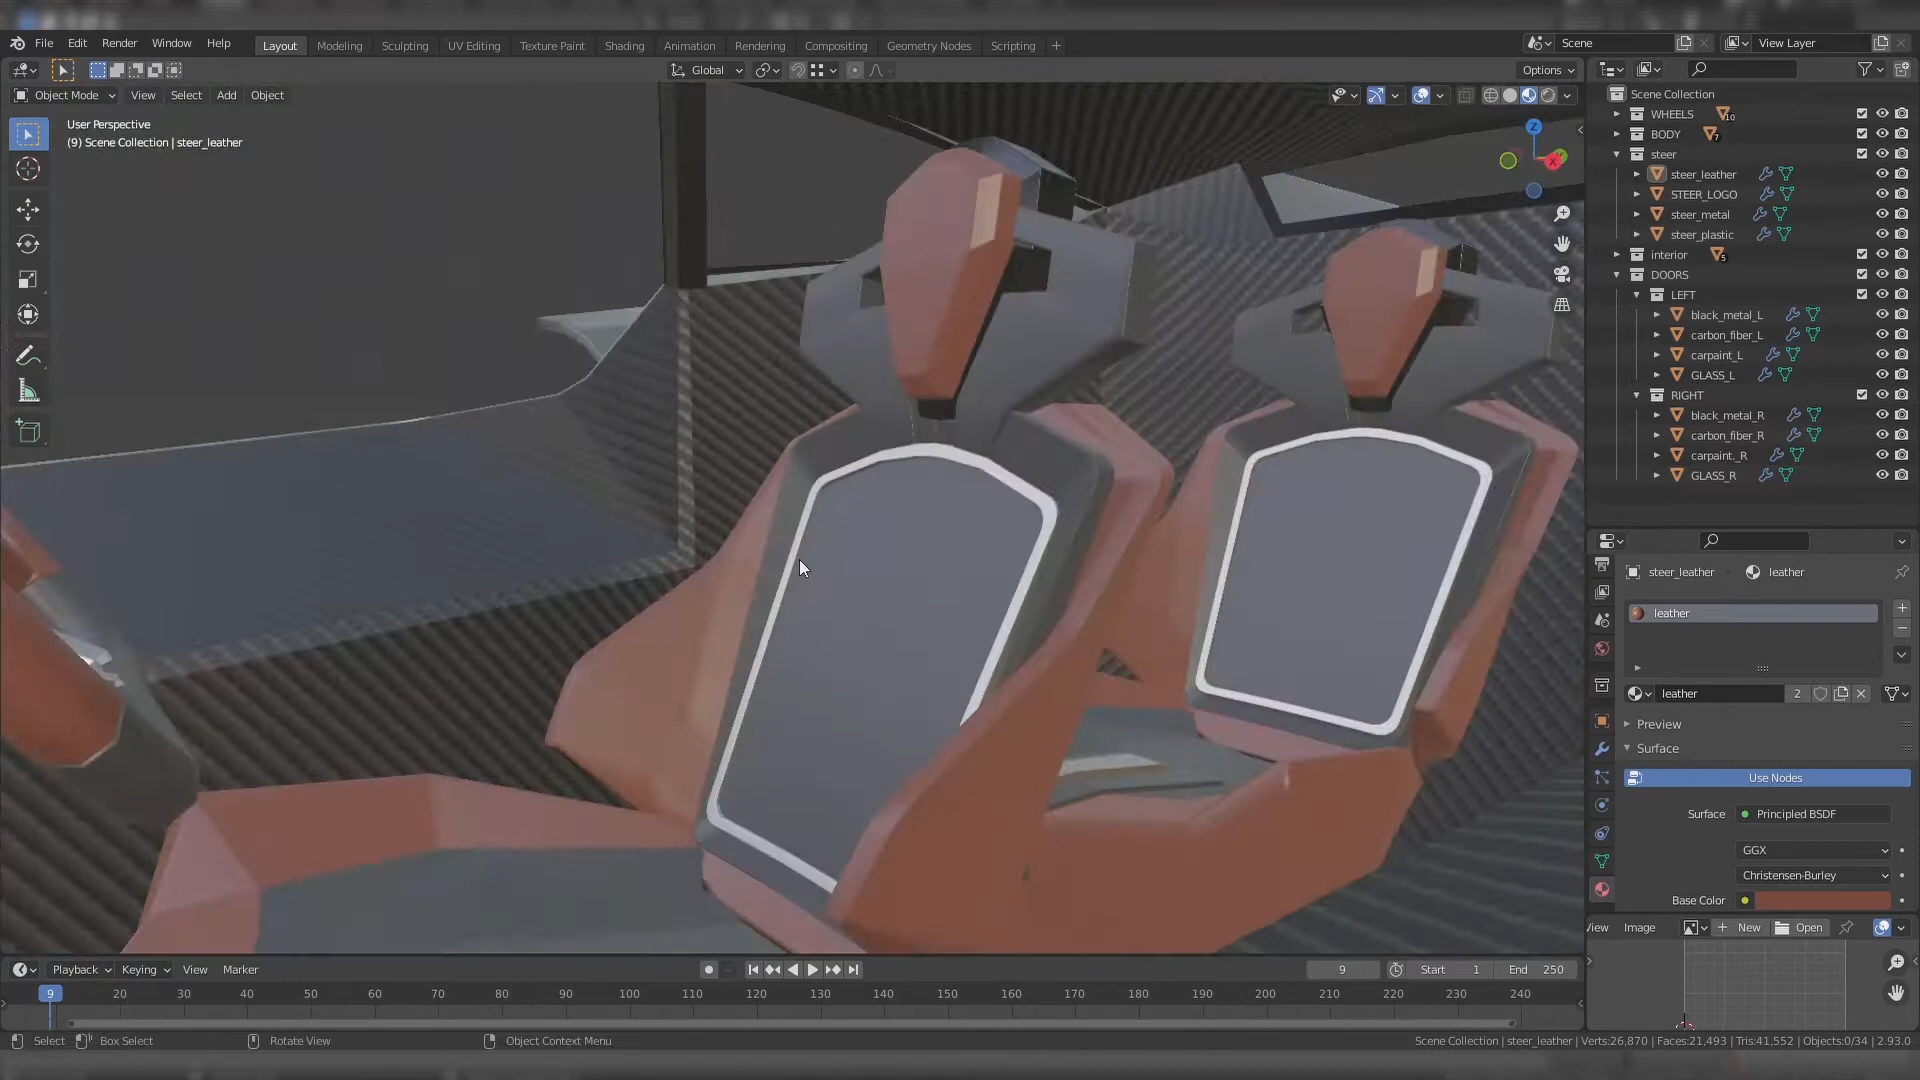 File Edit Render Window Help Layout Modeling Sculpting UV Editing Texture Paint Shading Animation Rendering Compositing Geometry Nodes Scripting + Scene View Layer
Global Options
Object Mode View Select Add Object
User Perspective
(9) Scene Collection | steer_leather
Scene Collection
WHEELS 10
BODY 7
steer
steer_leather
STEER_LOGO
steer_metal
steer_plastic
interior 5
DOORS
LEFT
black_metal_L
carbon_fiber_L
carpaint_L
GLASS_L
RIGHT
black_metal_R
carbon_fiber_R
carpaint._R
GLASS_R
Z
X
steer_leather leather
leather
leather 2
Preview
Surface
Use Nodes
Surface Principled BSDF
GGX
Christensen-Burley
Base Color
View Image New Open
Playback Keying View Marker 9 Start 1 End 250
9 20 30 40 50 60 70 80 90 100 110 120 130 140 150 160 170 180 190 200 210 220 230 240
Select Box Select Rotate View Object Context Menu Scene Collection | steer_leather | Verts:26,870 | Faces:21,493 | Tris:41,552 | Objects:0/34 | 2.93.0